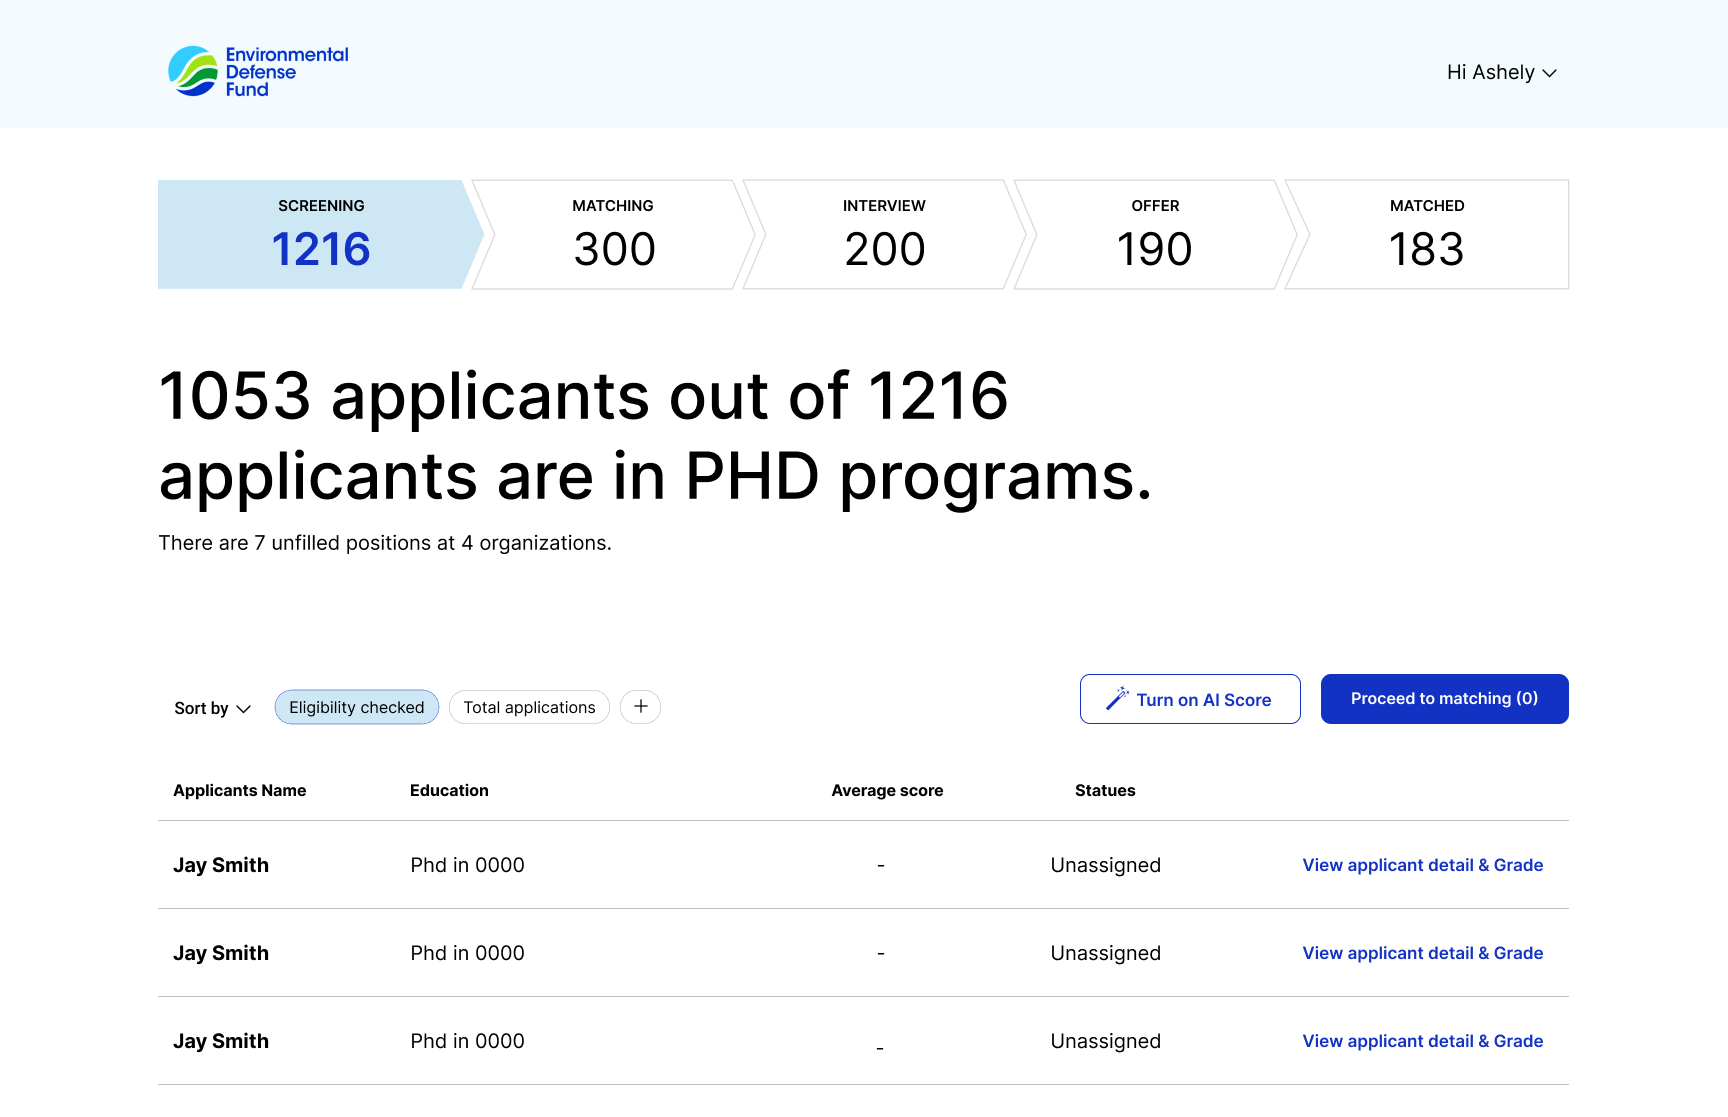 Environmental
Defense
Fund
Hi Ashely
SCREENING
1216
MATCHING
300
INTERVIEW
200
OFFER
190
MATCHED
183
1053 applicants out of 1216
applicants are in PHD programs.
There are 7 unfilled positions at 4 organizations.
Sort by
Eligibility checked
Total applications
+
Turn on AI Score
Proceed to matching (0)
Applicants Name Education Average score Statues
Jay Smith Phd in 0000 - Unassigned View applicant detail & Grade
Jay Smith Phd in 0000 - Unassigned View applicant detail & Grade
Jay Smith Phd in 0000 - Unassigned View applicant detail & Grade